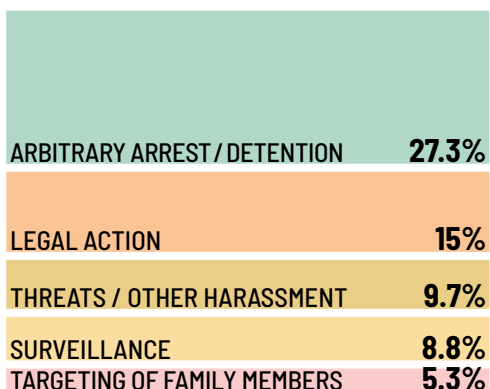 ARBITRARY ARREST / DETENTION 27.3%
LEGAL ACTION 15%
THREATS / OTHER HARASSMENT 9.7%
SURVEILLANCE 8.8%
TARGETING OF FAMILY MEMBERS 5.3%